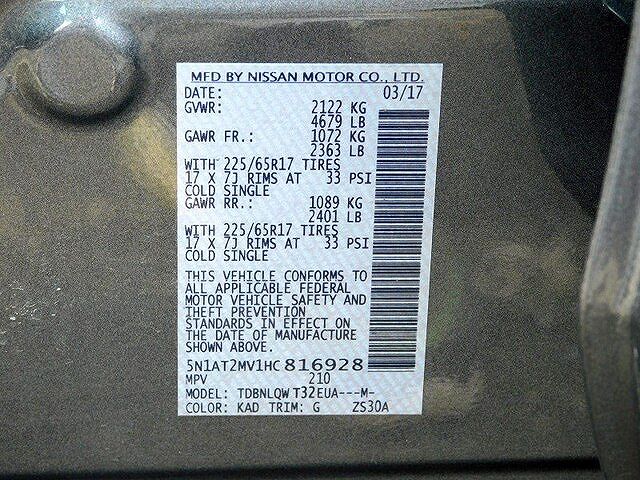 MFD BY NISSAN MOTOR CO., LTD.
DATE: 03/17
GVWR: 2122 KG
4679 LB
GAWR FR.: 1072 KG
2363 LB
WITH 225/65R17 TIRES
17 X 7J RIMS AT 33 PSI
COLD SINGLE
GAWR RR.: 1089 KG
2401 LB
WITH 225/65R17 TIRES
17 X 7J RIMS AT 33 PSI
COLD SINGLE
THIS VEHICLE CONFORMS TO
ALL APPLICABLE FEDERAL
MOTOR VEHICLE SAFETY AND
THEFT PREVENTION
STANDARDS IN EFFECT ON
THE DATE OF MANUFACTURE
SHOWN ABOVE.
5N1AT2MV1HC816928
MPV 210
MODEL: TDBNLQW T32EUA---M-
COLOR: KAD TRIM: G ZS30A